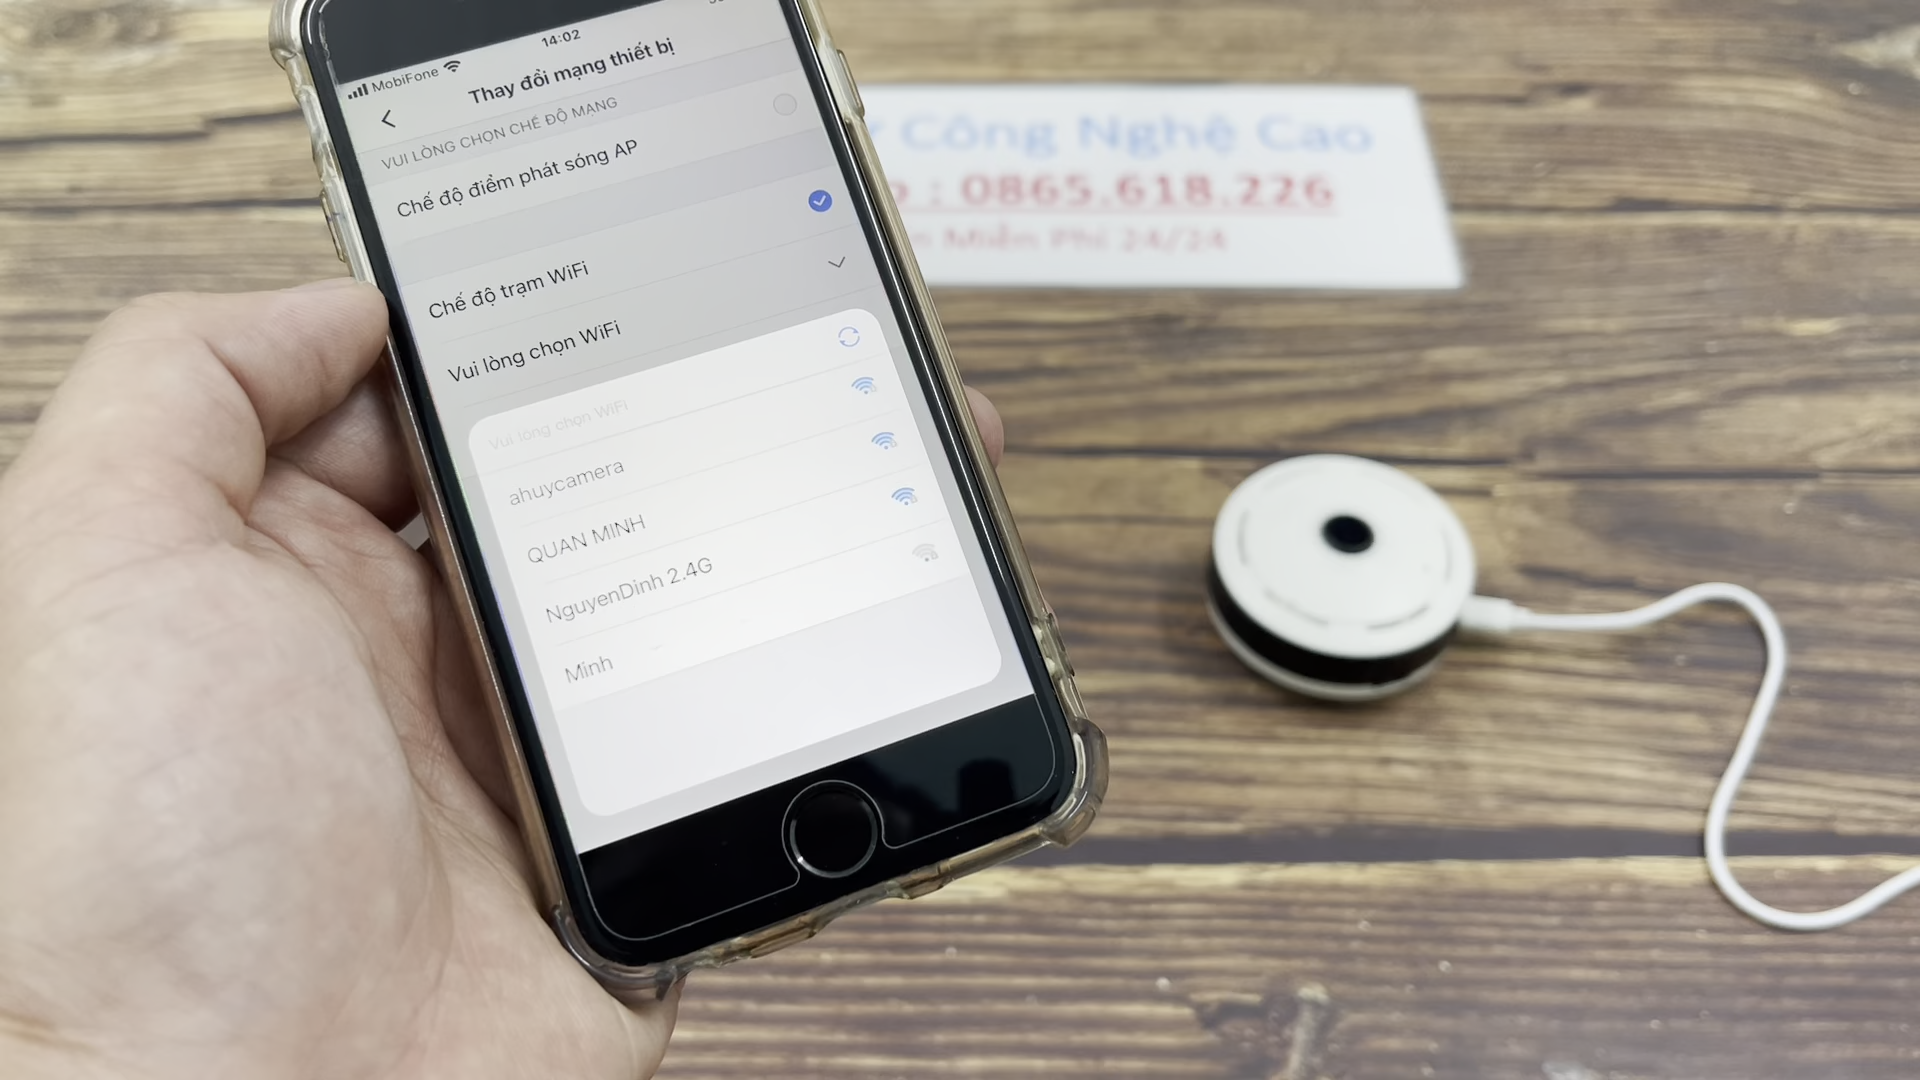 14:02
MobiFone
Thay đổi mạng thiết bị
VUI LÒNG CHỌN CHẾ ĐỘ MẠNG
Chế độ điểm phát sóng AP
Chế độ trạm WiFi
Vui lòng chọn WiFi
Vui lòng chọn WiFi
ahuycamera
QUAN MINH
NguyenDinh 2.4G
Minh
Công Nghệ Cao
: 0865.618.226
Miễn Phí 24/24